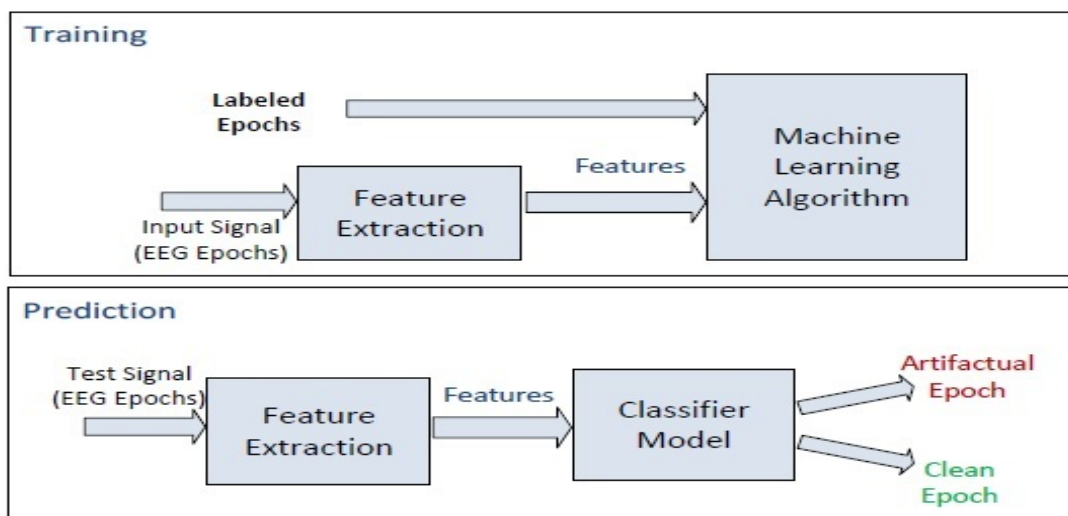 Training
Labeled
Epochs
Machine
Learning
Algorithm
Features
Feature
Extraction
Input Signal
(EEG Epochs)
Prediction
Test Signal
(EEG Epochs)
Feature
Extraction
Features
Classifier
Model
Artifactual
Epoch
Clean
Epoch